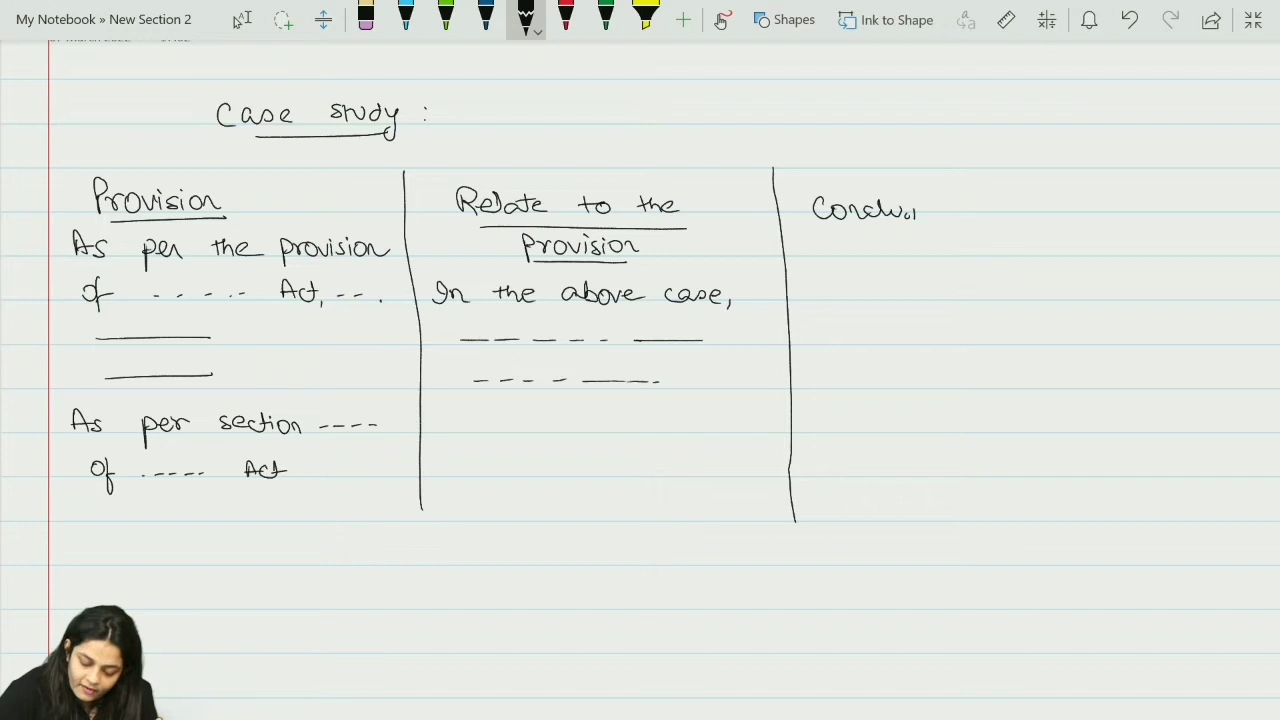 My Notebook » New Section 2
Shapes
Ink to Shape
Case study :
Provision
As per the provision
of ----- Act, -- .
As per section ----
of ----- Act
Relate to the
provision
In the above case,